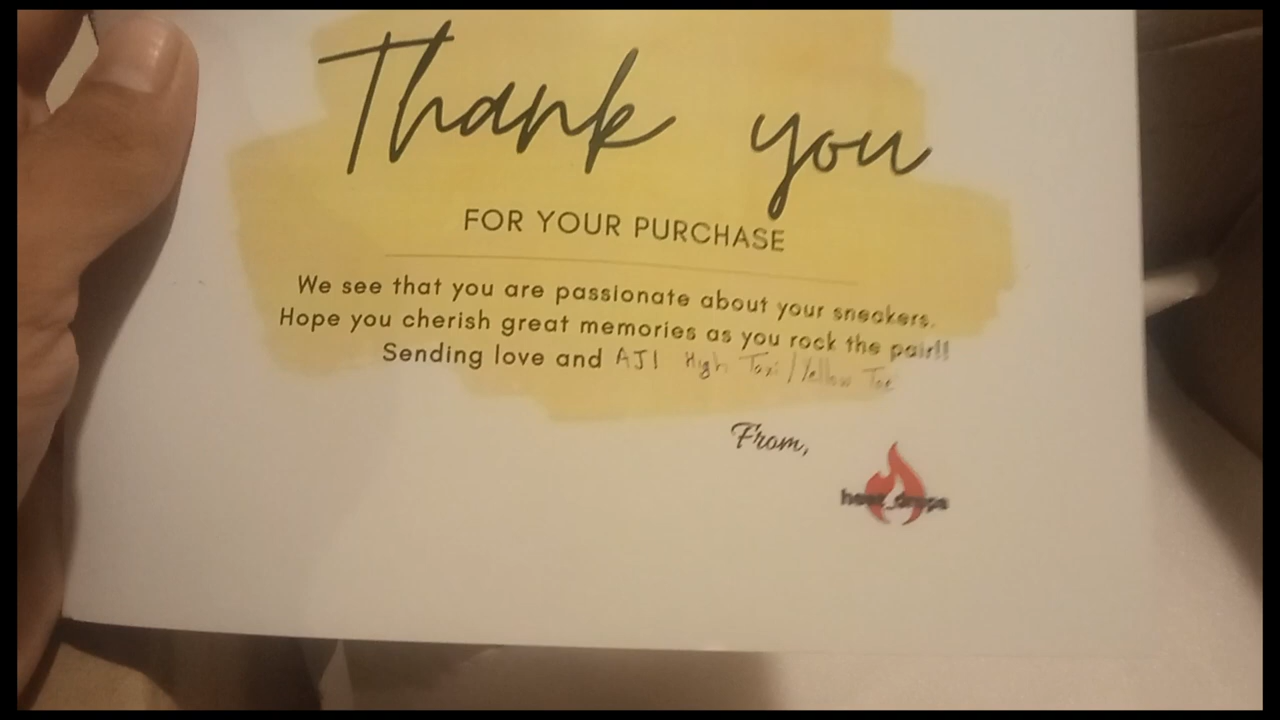 Thank you
FOR YOUR PURCHASE
We see that you are passionate about your sneakers.
Hope you cherish great memories as you rock the pair!!
Sending love and AJ1 High Taxi/Yellow Toe
From,
heat_drops